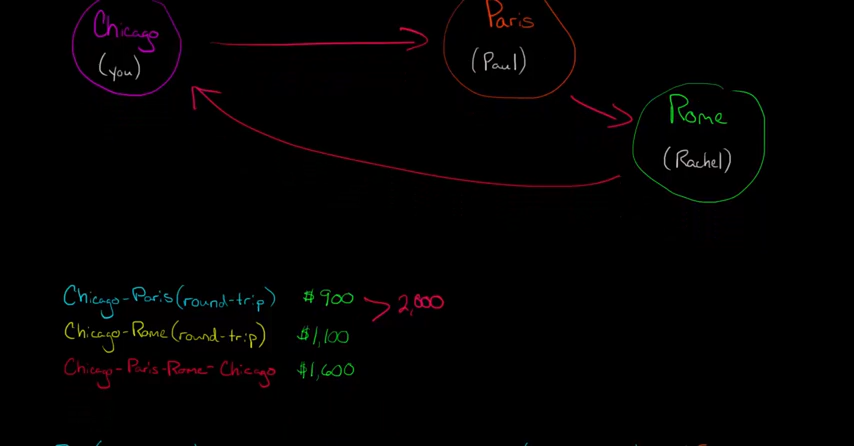 Chicago
(you)
Paris
(Paul)
Rome
(Rachel)
Chicago-Paris(round-trip) $900
2,000
Chicago-Rome(round-trip) $1,100
Chicago-Paris-Rome-Chicago $1,600